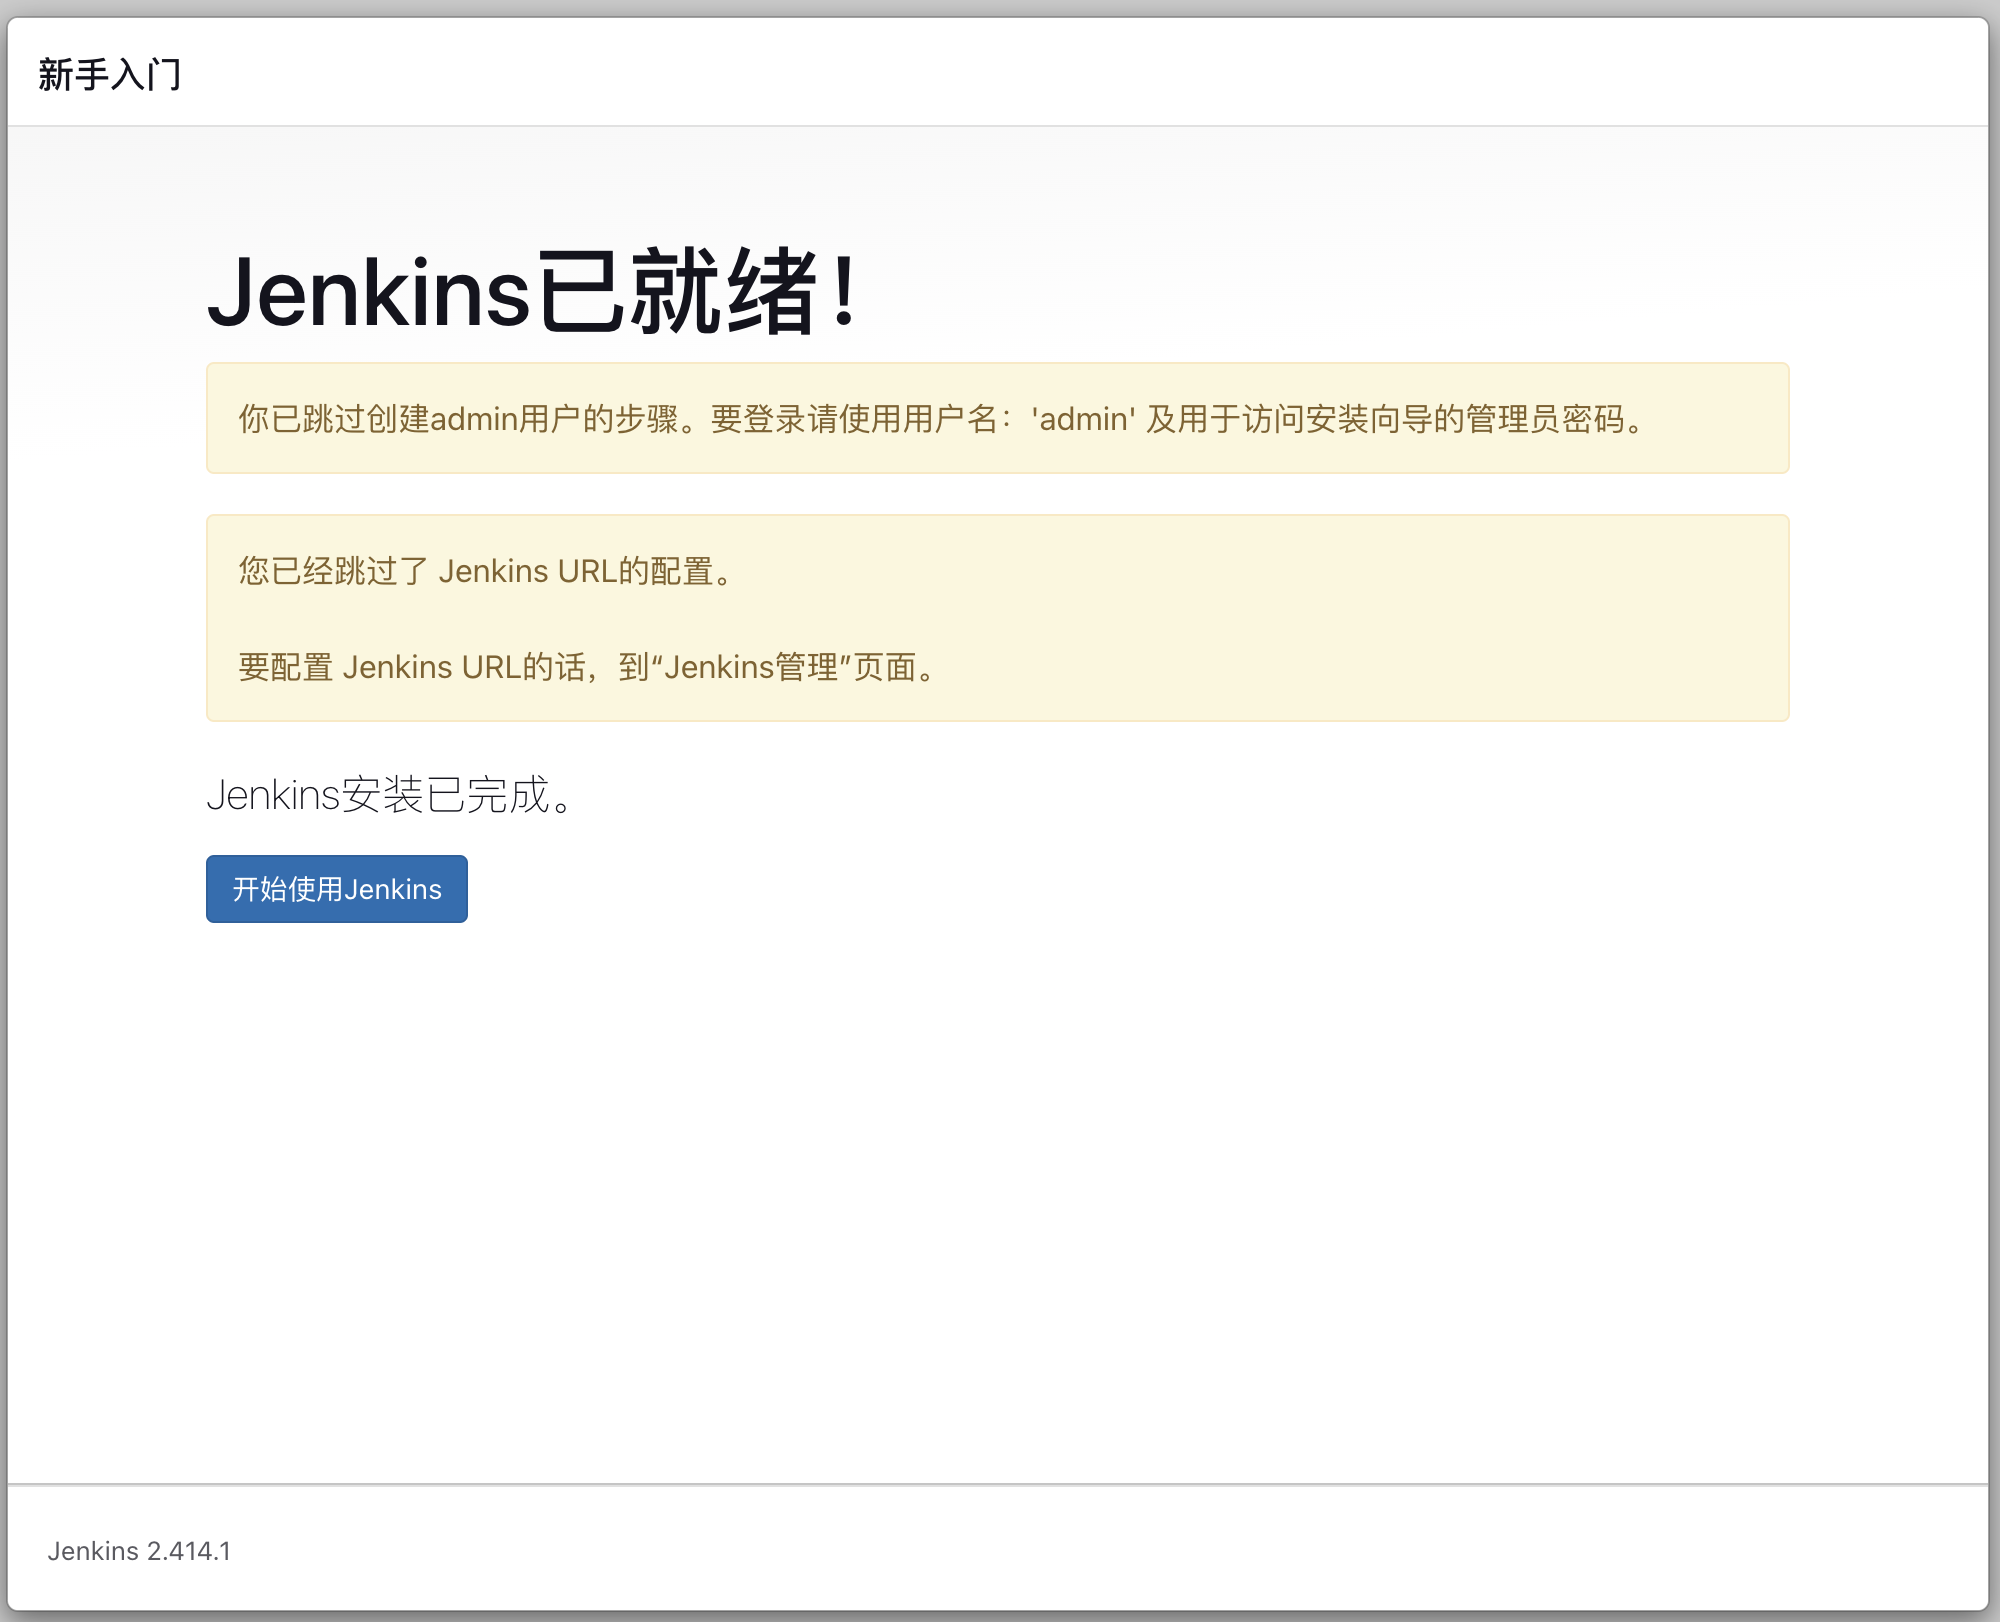 新手入门
Jenkins已就绪！
你已跳过创建admin用户的步骤。要登录请使用用户名：'admin' 及用于访问安装向导的管理员密码。
您已经跳过了 Jenkins URL的配置。
要配置 Jenkins URL的话，到“Jenkins管理”页面。
Jenkins安装已完成。
开始使用Jenkins
Jenkins 2.414.1